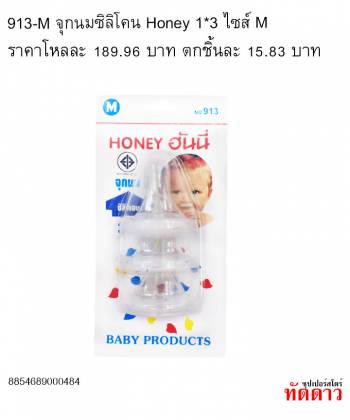 913-M จุกนมซิลิโคน Honey 1*3 ไซส์ M
ราคาโหลละ 189.96 บาท ตกชิ้นละ 15.83 บาท
M
NO 913
HONEY ฮันนี่
จุกนม
BABY PRODUCTS
8854689000484
ซุปเปอร์สโตร์
ทัดดาว